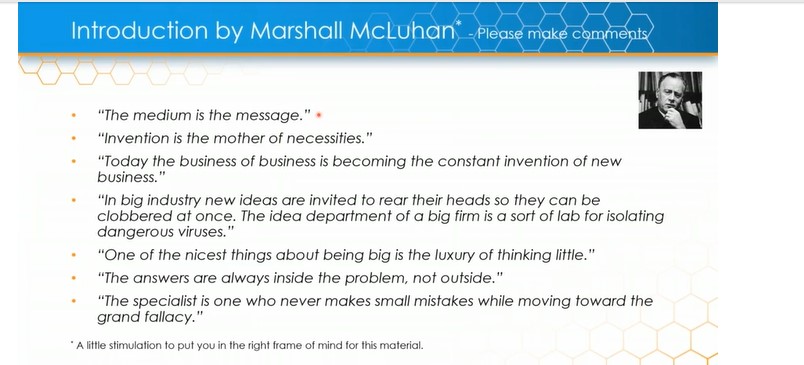 Introduction by Marshall McLuhan* - Please make comments
• “The medium is the message.”
• “Invention is the mother of necessities.”
• “Today the business of business is becoming the constant invention of new
business.”
• “In big industry new ideas are invited to rear their heads so they can be
clobbered at once. The idea department of a big firm is a sort of lab for isolating
dangerous viruses.”
• “One of the nicest things about being big is the luxury of thinking little.”
• “The answers are always inside the problem, not outside.”
• “The specialist is one who never makes small mistakes while moving toward the
grand fallacy.”
* A little stimulation to put you in the right frame of mind for this material.